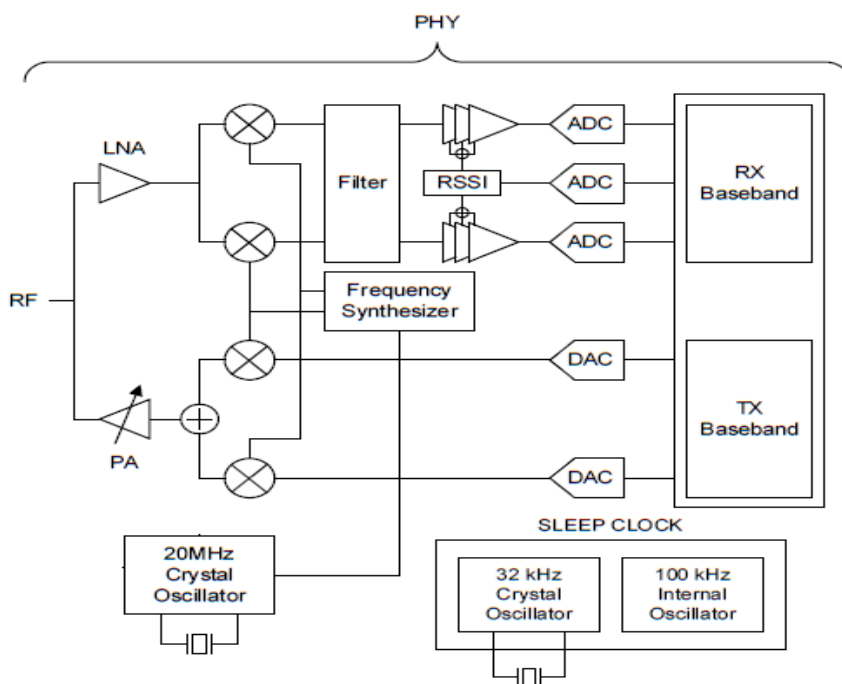 PHY
LNA
Filter
RSSI
ADC
ADC
ADC
RX
Baseband
RF
Frequency
Synthesizer
PA
DAC
DAC
TX
Baseband
20MHz
Crystal
Oscillator
SLEEP CLOCK
32 kHz
Crystal
Oscillator
100 kHz
Internal
Oscillator